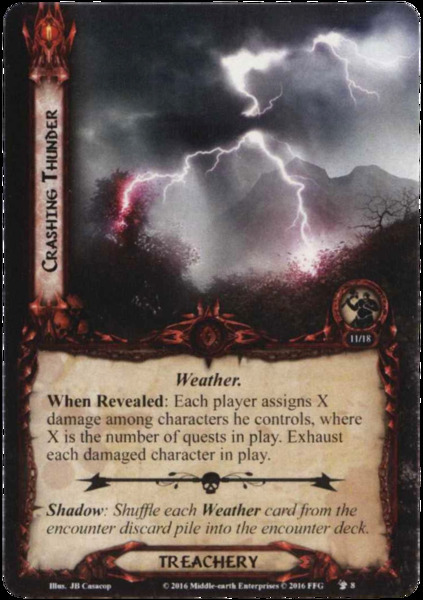 CRASHING THUNDER
11/18
Weather.
When Revealed: Each player assigns X
damage among characters he controls, where
X is the number of quests in play. Exhaust
each damaged character in play.
Shadow: Shuffle each Weather card from the
encounter discard pile into the encounter deck.
TREACHERY
Illus. JB Casacop © 2016 Middle-earth Enterprises © 2016 FFG 8